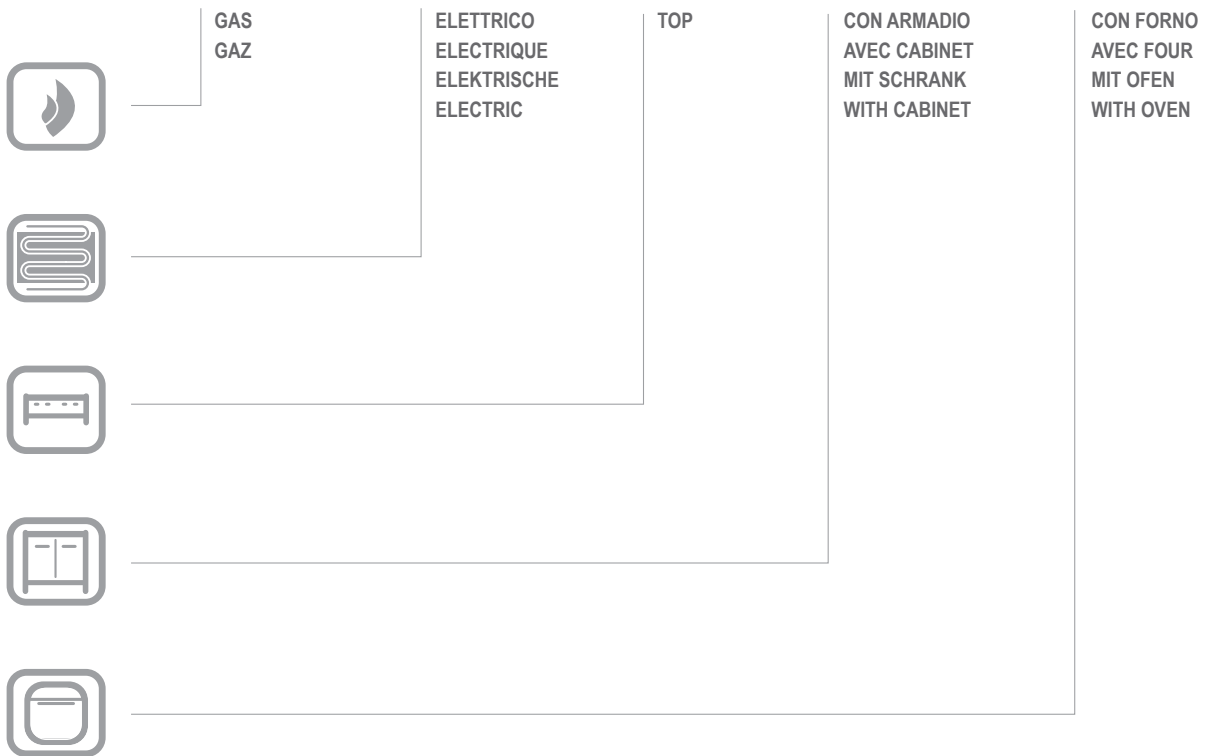 GAS
GAZ
ELETTRICO
ELECTRIQUE
ELEKTRISCHE
ELECTRIC
TOP
CON ARMADIO
AVEC CABINET
MIT SCHRANK
WITH CABINET
CON FORNO
AVEC FOUR
MIT OFEN
WITH OVEN